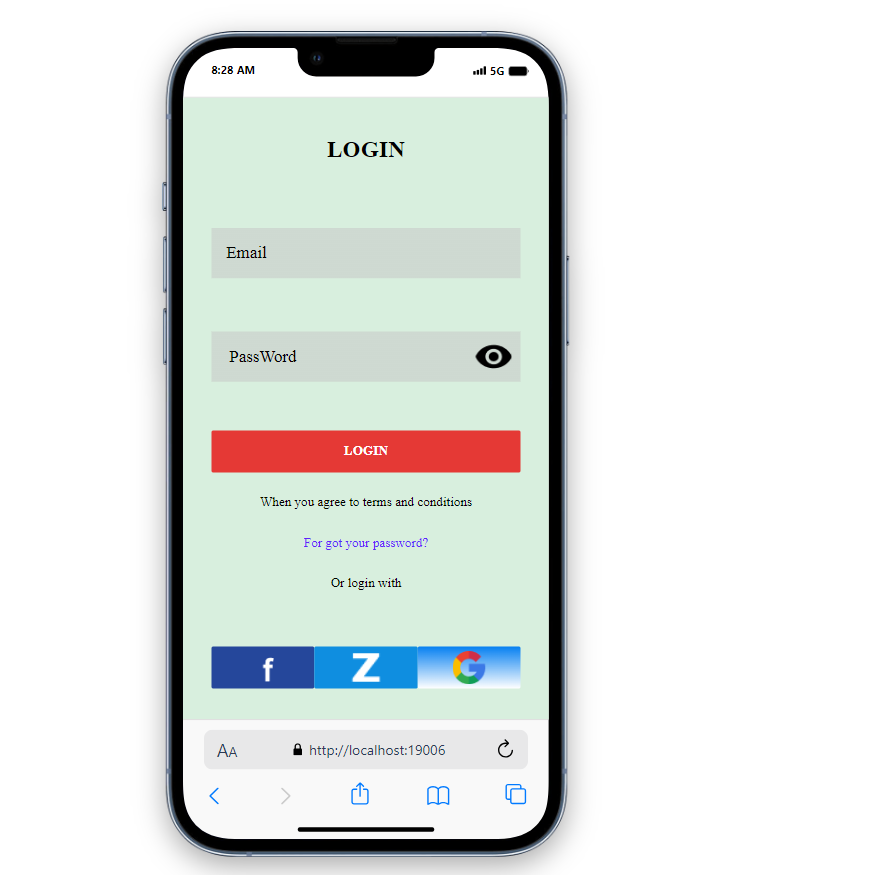 8:28 AM
5G
LOGIN
Email
PassWord
LOGIN
When you agree to terms and conditions
For got your password?
Or login with
f Z G
AA http://localhost:19006